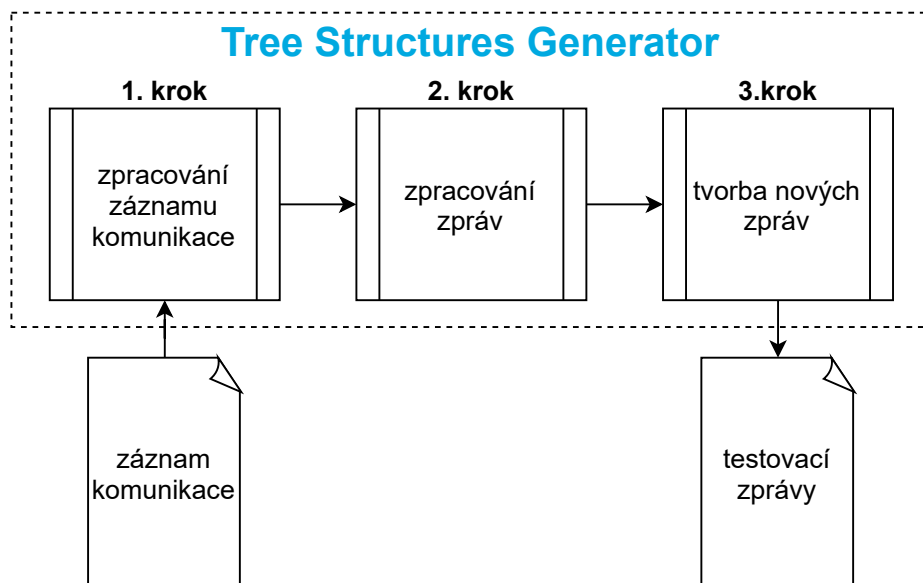 Tree Structures Generator
1. krok
2. krok
3.krok
zpracování
záznamu
komunikace
zpracování
zpráv
tvorba nových
zpráv
záznam
komunikace
testovací
zprávy